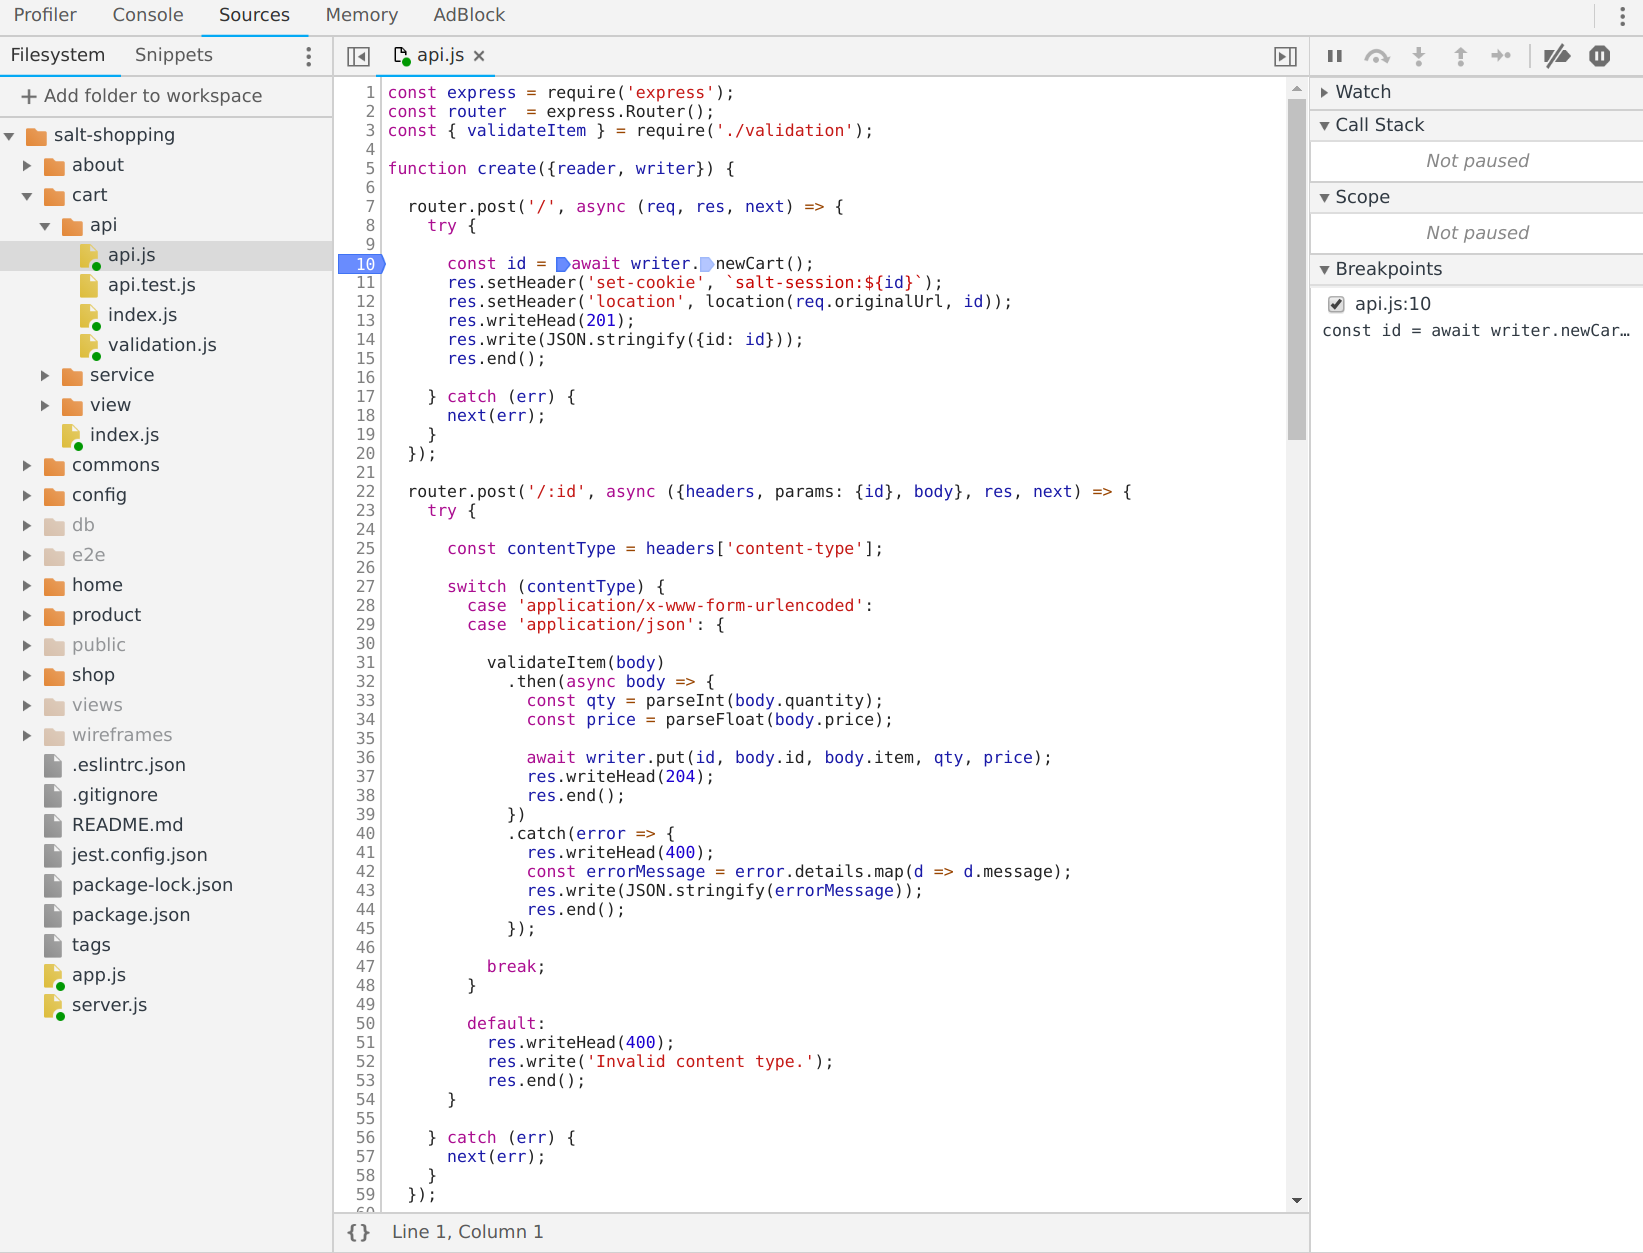 Profiler Console Sources Memory AdBlock
Filesystem Snippets
Add folder to workspace
salt-shopping
about
cart
api
api.js
api.test.js
index.js
validation.js
service
view
index.js
commons
config
db
e2e
home
product
public
shop
views
wireframes
.eslintrc.json
.gitignore
README.md
jest.config.json
package-lock.json
package.json
tags
app.js
server.js
api.js
1 const express = require('express');
2 const router  = express.Router();
3 const { validateItem } = require('./validation');
4
5 function create({reader, writer}) {
6
7   router.post('/', async (req, res, next) => {
8     try {
9
10       const id = await writer.newCart();
11       res.setHeader('set-cookie', `salt-session:${id}`);
12       res.setHeader('location', location(req.originalUrl, id));
13       res.writeHead(201);
14       res.write(JSON.stringify({id: id}));
15       res.end();
16
17     } catch (err) {
18       next(err);
19     }
20   });
21
22   router.post('/:id', async ({headers, params: {id}, body}, res, next) => {
23     try {
24
25       const contentType = headers['content-type'];
26
27       switch (contentType) {
28         case 'application/x-www-form-urlencoded':
29         case 'application/json': {
30
31           validateItem(body)
32             .then(async body => {
33               const qty = parseInt(body.quantity);
34               const price = parseFloat(body.price);
35
36               await writer.put(id, body.id, body.item, qty, price);
37               res.writeHead(204);
38               res.end();
39             })
40             .catch(error => {
41               res.writeHead(400);
42               const errorMessage = error.details.map(d => d.message);
43               res.write(JSON.stringify(errorMessage));
44               res.end();
45             });
46
47           break;
48         }
49
50         default:
51           res.writeHead(400);
52           res.write('Invalid content type.');
53           res.end();
54       }
55
56     } catch (err) {
57       next(err);
58     }
59   });
60
{} Line 1, Column 1
Watch
Call Stack
Not paused
Scope
Not paused
Breakpoints
api.js:10
const id = await writer.newCar…